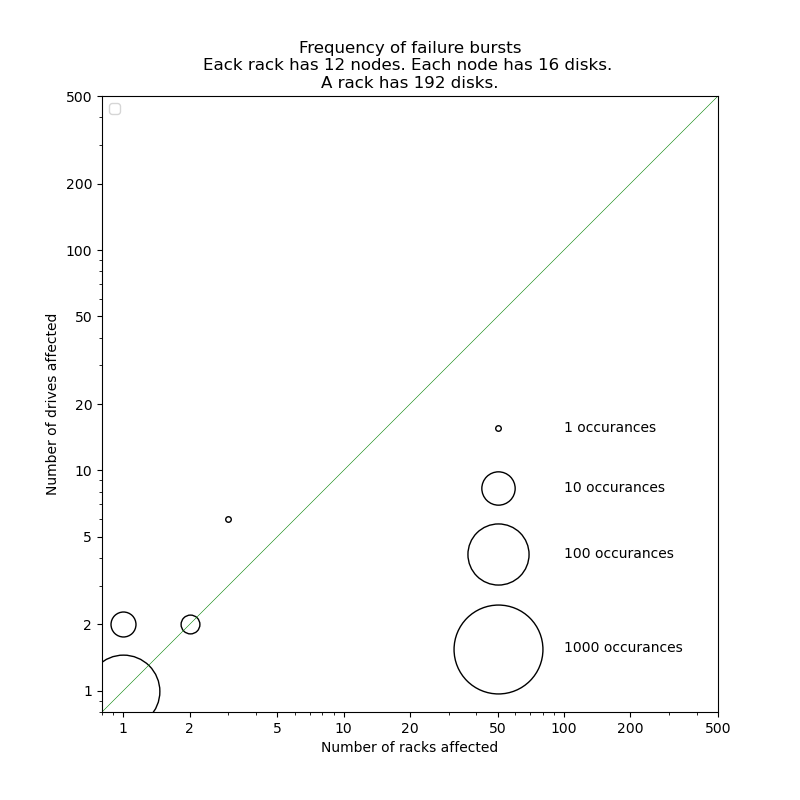 Frequency of failure bursts
Eack rack has 12 nodes. Each node has 16 disks.
A rack has 192 disks.
Number of drives affected
500
200
100
50
20
10
5
2
1
1 occurances
10 occurances
100 occurances
1000 occurances
1 2 5 10 20 50 100 200 500
Number of racks affected